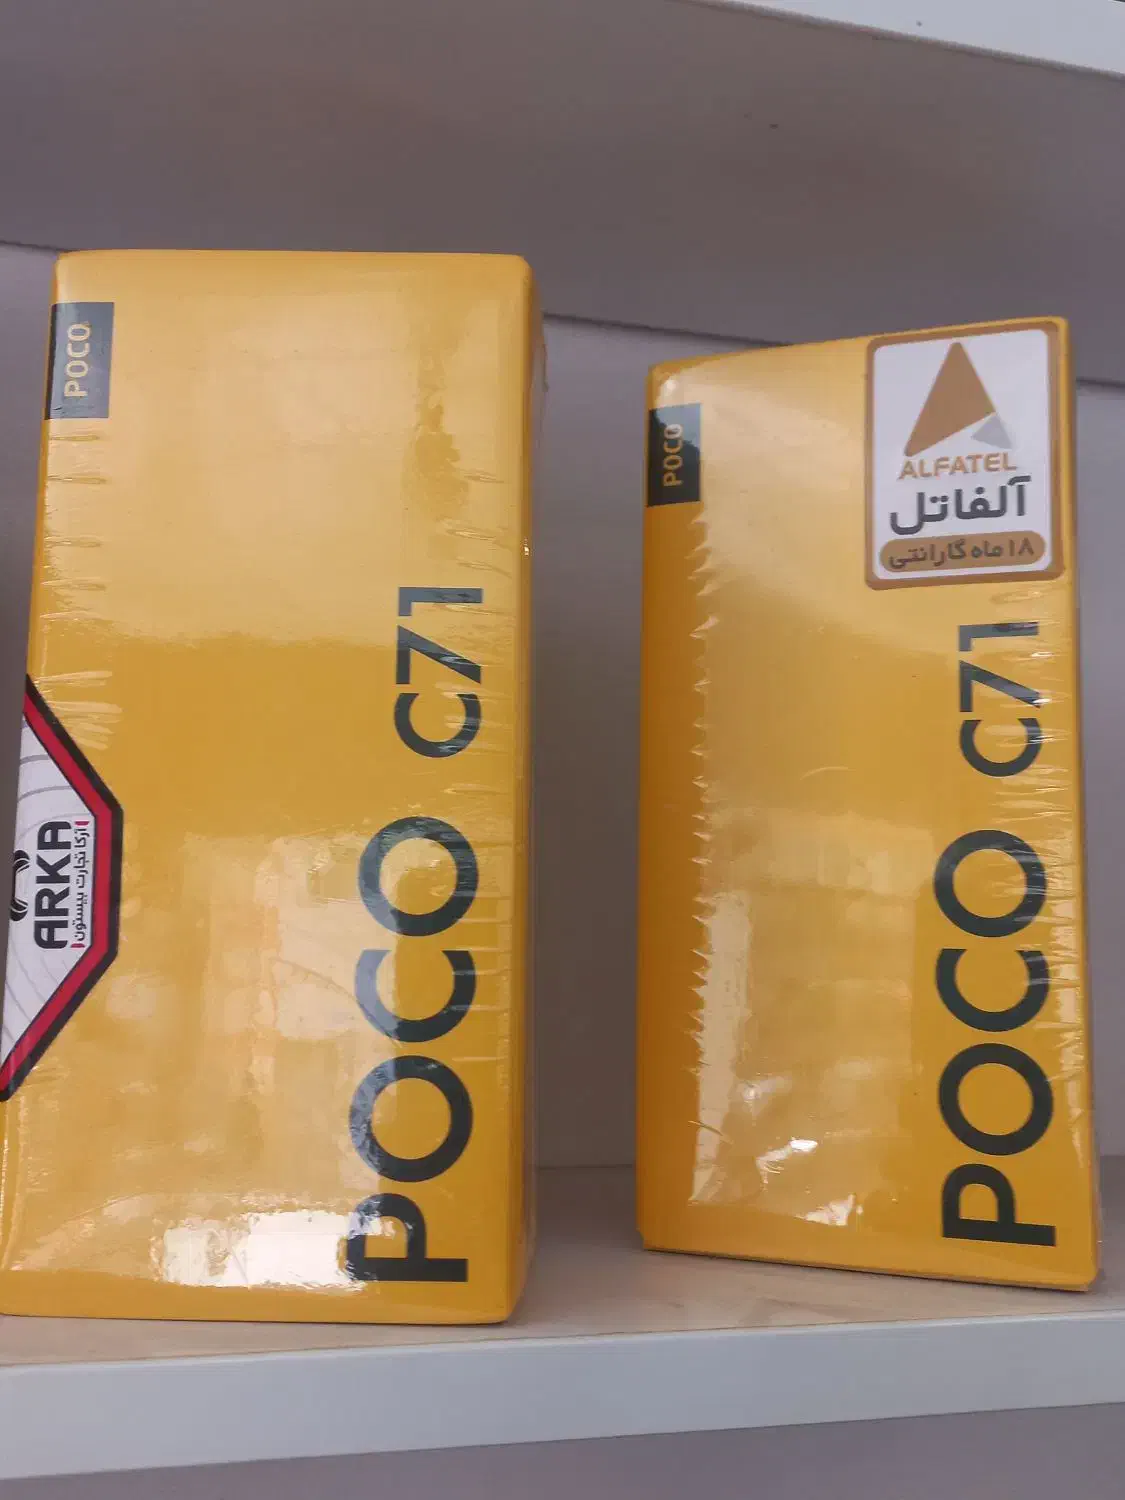 POCO
POCO C71
ARKA
آرکا تجارت بیستون
POCO
ALFATEL
آلفاتل
۱۸ ماه گارانتی
POCO C71